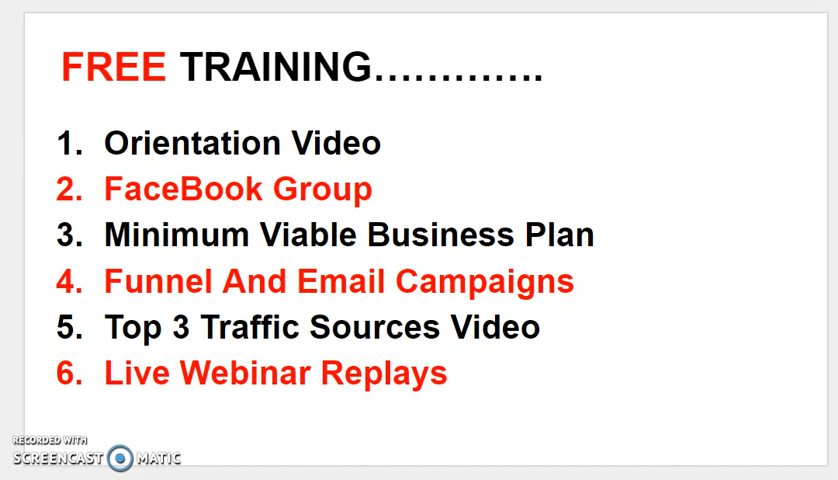 FREE TRAINING.............
1. Orientation Video
2. FaceBook Group
3. Minimum Viable Business Plan
4. Funnel And Email Campaigns
5. Top 3 Traffic Sources Video
6. Live Webinar Replays
RECORDED WITH
SCREENCAST MATIC